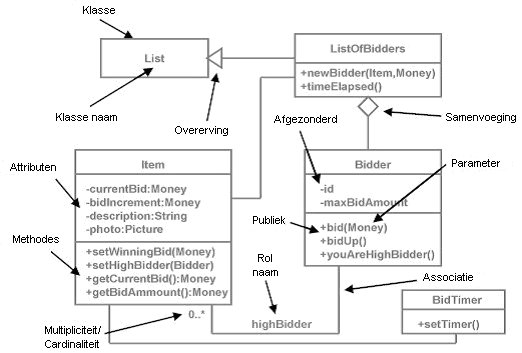 Klasse
List
Klasse naam
Overerving
ListOfBidders
+newBidder(Item,Money)
+timeElapsed()
Afgezonderd
Samenvoeging
Attributen
Item
-currentBid:Money
-bidIncrement:Money
-description:String
-photo:Picture
Methodes
+setWinningBid(Money)
+setHighBidder(Bidder)
+getCurrentBid():Money
+getBidAmmount():Money
Bidder
-id
-maxBidAmount
Parameter
Publiek
+bid(Money)
+bidUp()
+youAreHighBidder()
Rol
naam
Associatie
Multipliciteit/
Cardinaliteit
0..*
highBidder
BidTimer
+setTimer()